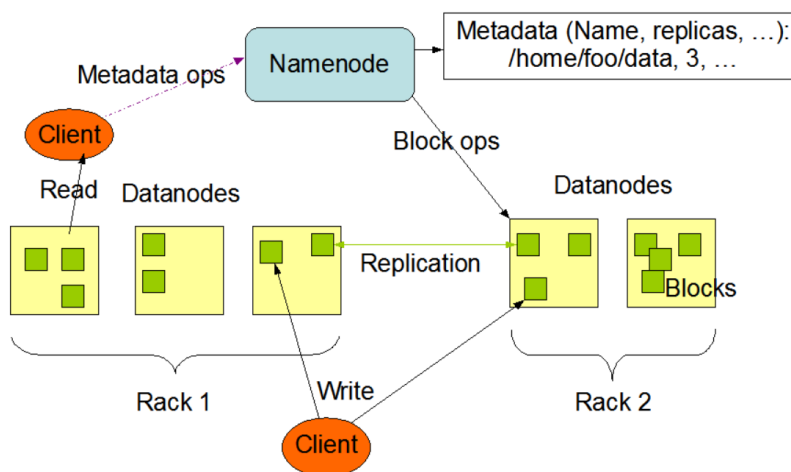 Metadata (Name, replicas, …):
/home/foo/data, 3, …
Namenode
Metadata ops
Client
Block ops
Read
Datanodes
Datanodes
Replication
Blocks
Rack 1
Write
Rack 2
Client